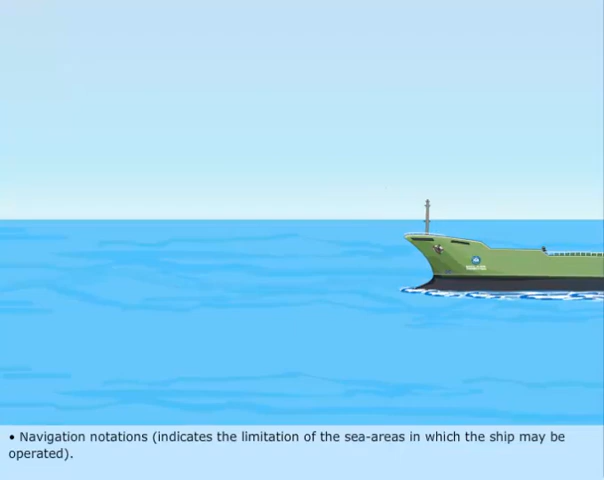 • Navigation notations (indicates the limitation of the sea-areas in which the ship may be
operated).